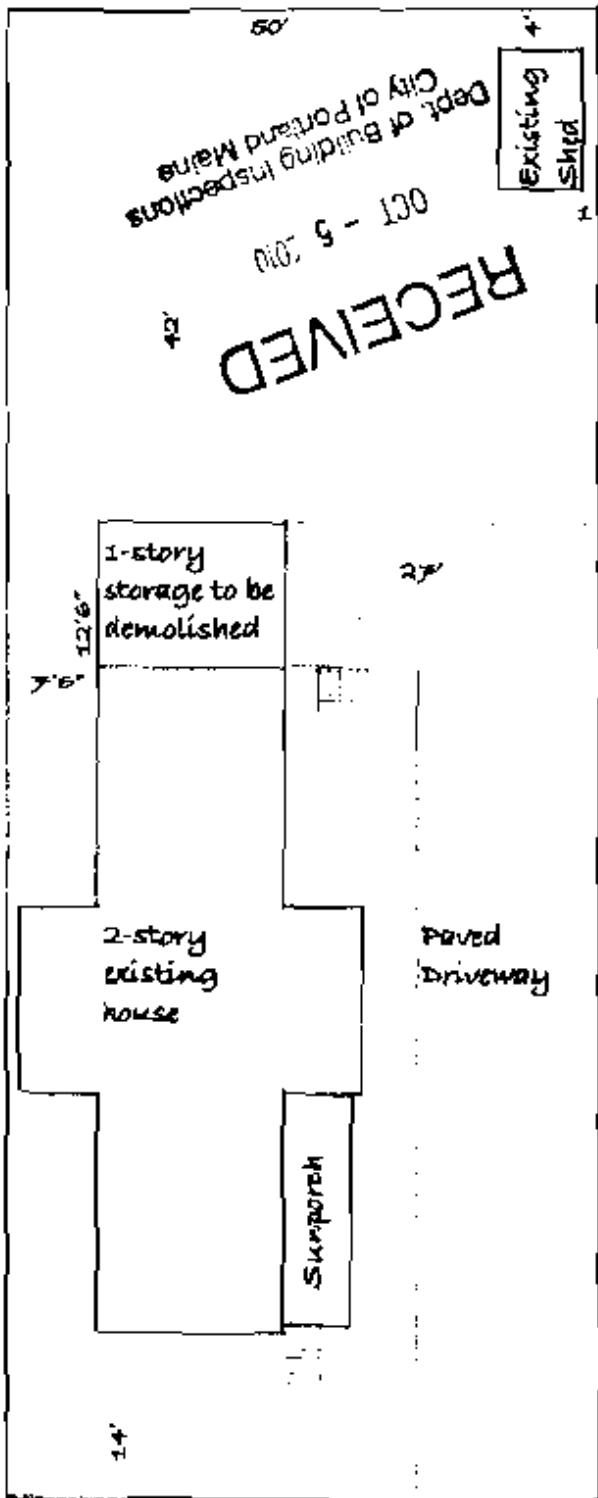 50'
4'
Existing
Shed
1
RECEIVED
OCT - 5 2010
Dept. of Building Inspections
City of Portland Maine
42'
1-story
storage to be
demolished
12'6"
7'6"
2-story
existing
house
Paved
Driveway
Sunporch
14'